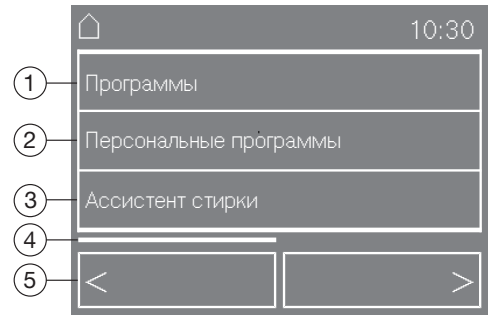 10:30
1 Программы
2 Персональные программы
3 Ассистент стирки
4
5 < >